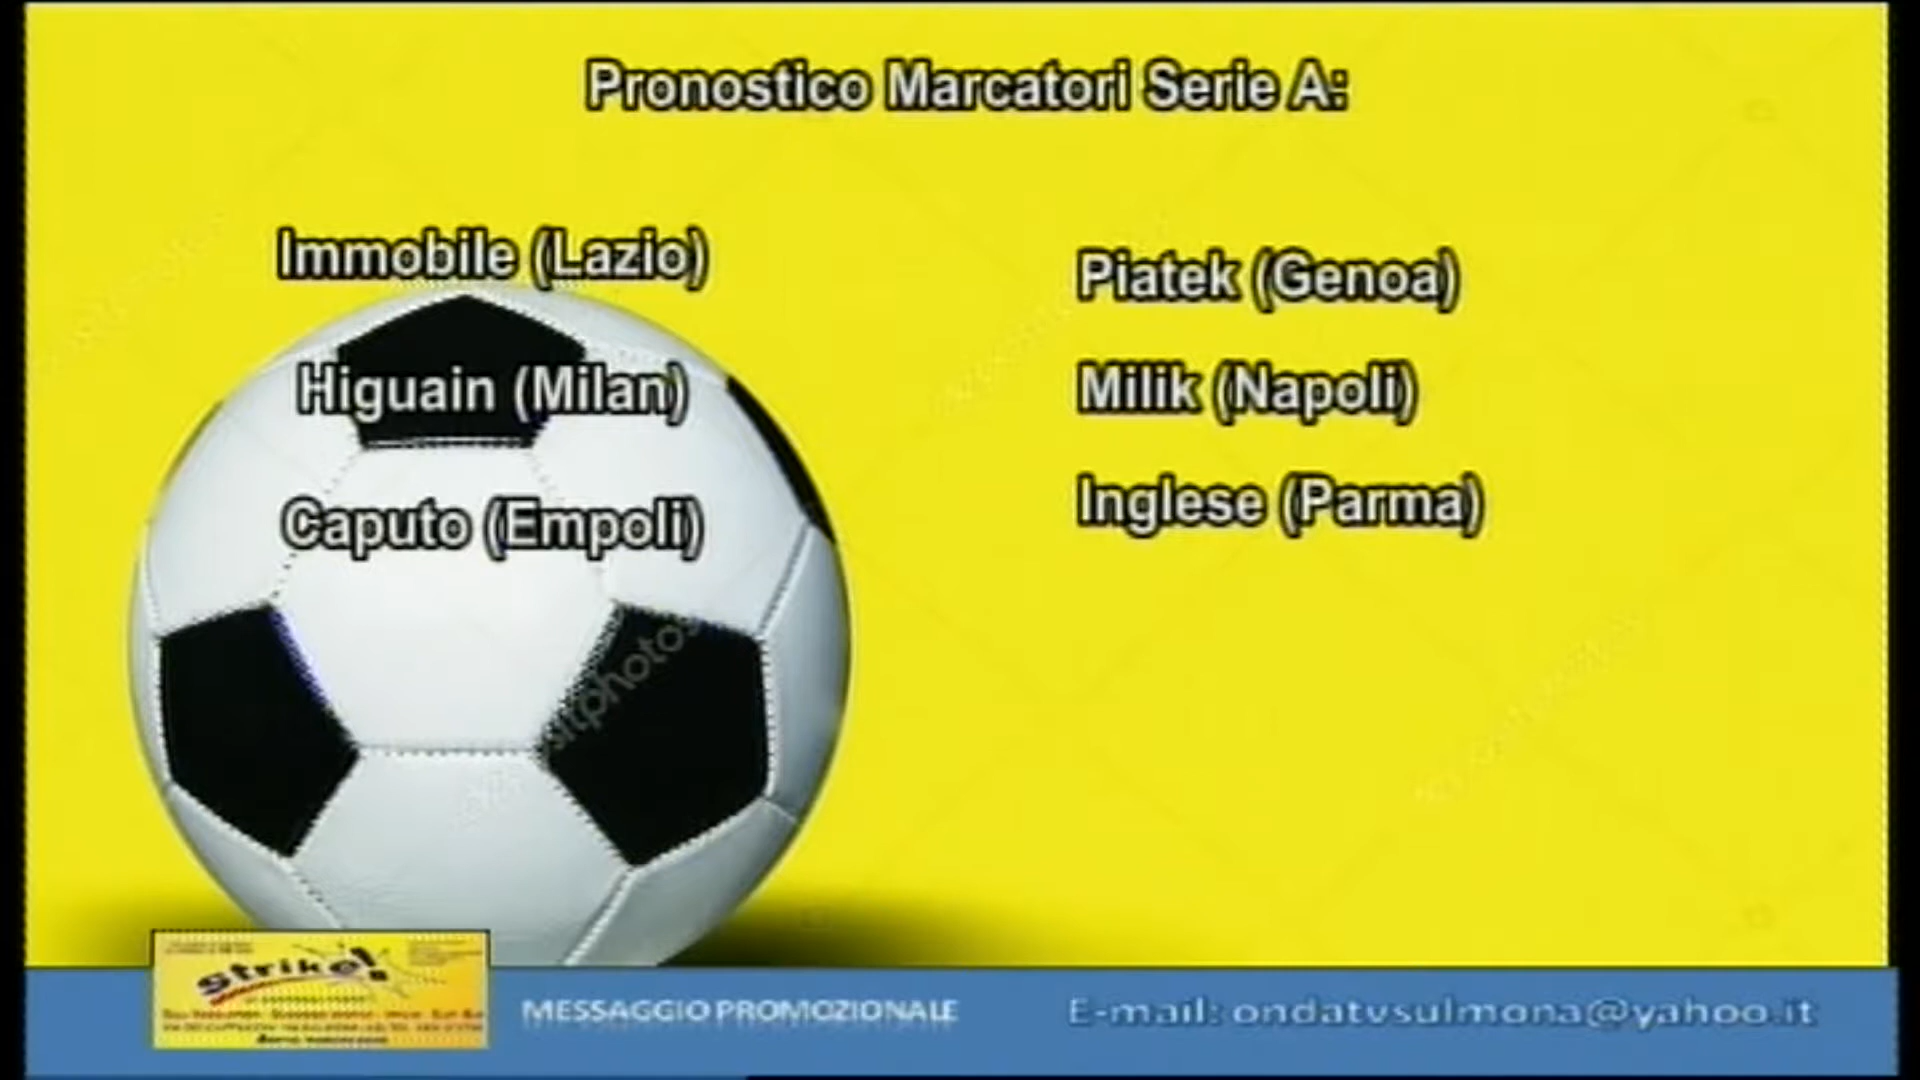 Pronostico Marcatori Serie A:
Immobile (Lazio)
Higuain (Milan)
Caputo (Empoli)
Piatek (Genoa)
Milik (Napoli)
Inglese (Parma)
strike!
MESSAGGIO PROMOZIONALE
E-mail: ondatvsulmona@yahoo.it